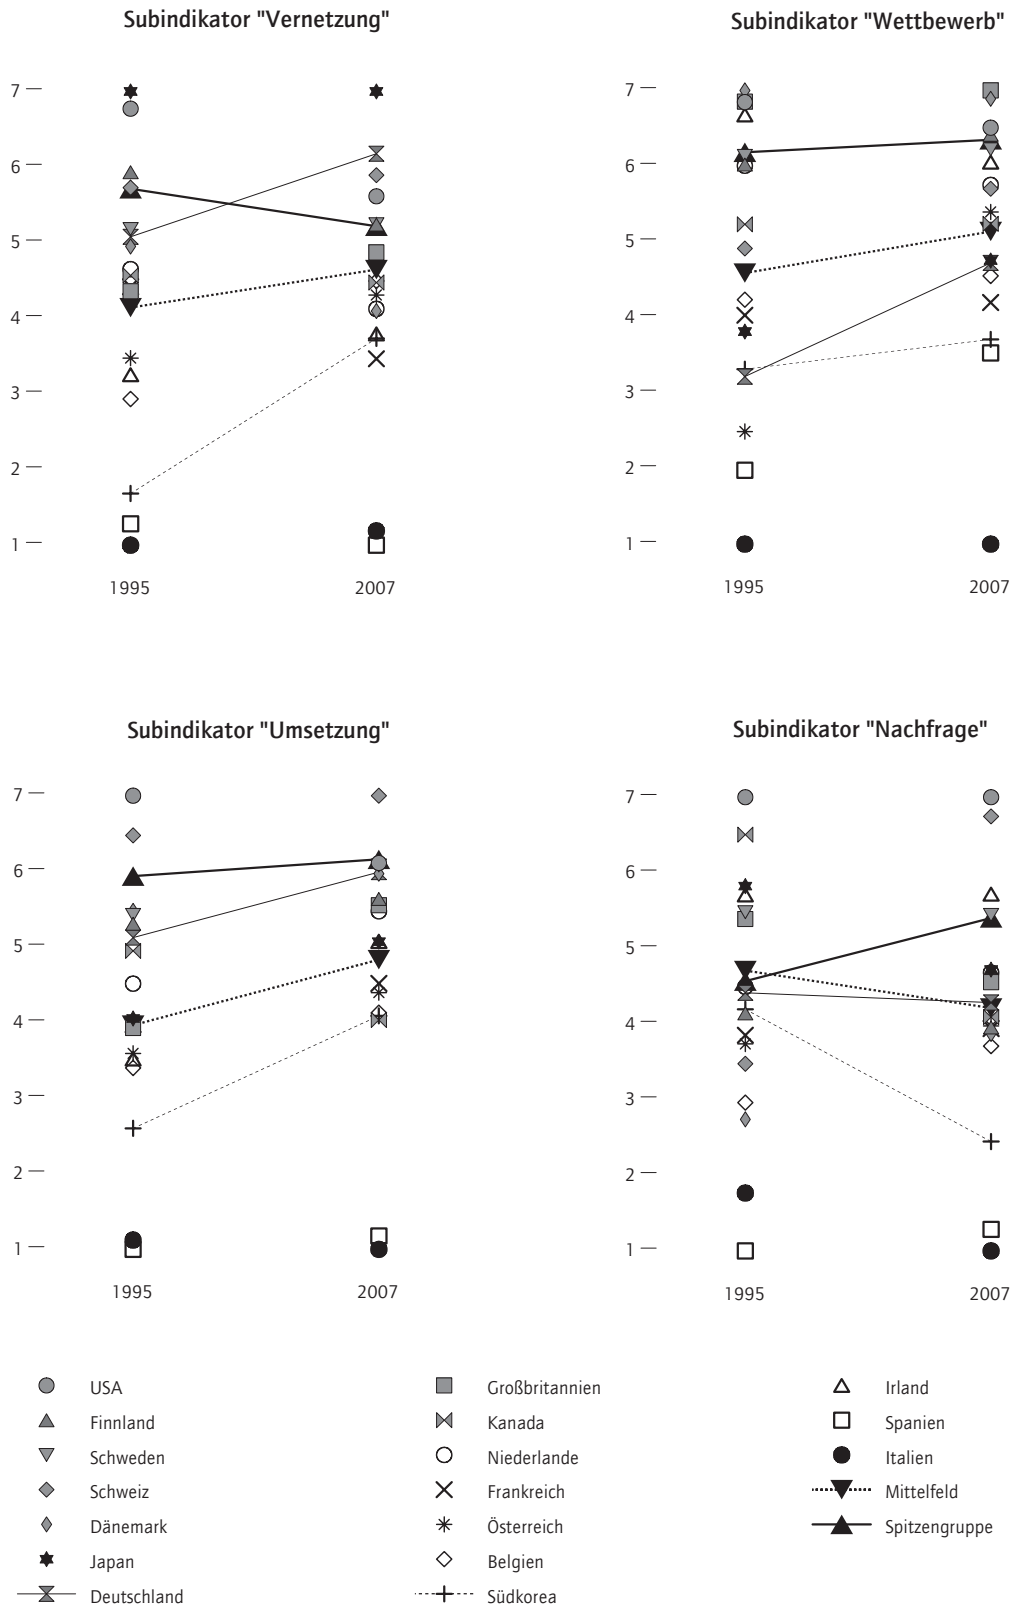 Subindikator "Vernetzung"
7
6
5
4
3
2
1
1995 2007
Subindikator "Wettbewerb"
7
6
5
4
3
2
1
1995 2007
Subindikator "Umsetzung"
7
6
5
4
3
2
1
1995 2007
Subindikator "Nachfrage"
7
6
5
4
3
2
1
1995 2007
USA
Finnland
Schweden
Schweiz
Dänemark
Japan
Deutschland
Großbritannien
Kanada
Niederlande
Frankreich
Österreich
Belgien
Südkorea
Irland
Spanien
Italien
Mittelfeld
Spitzengruppe